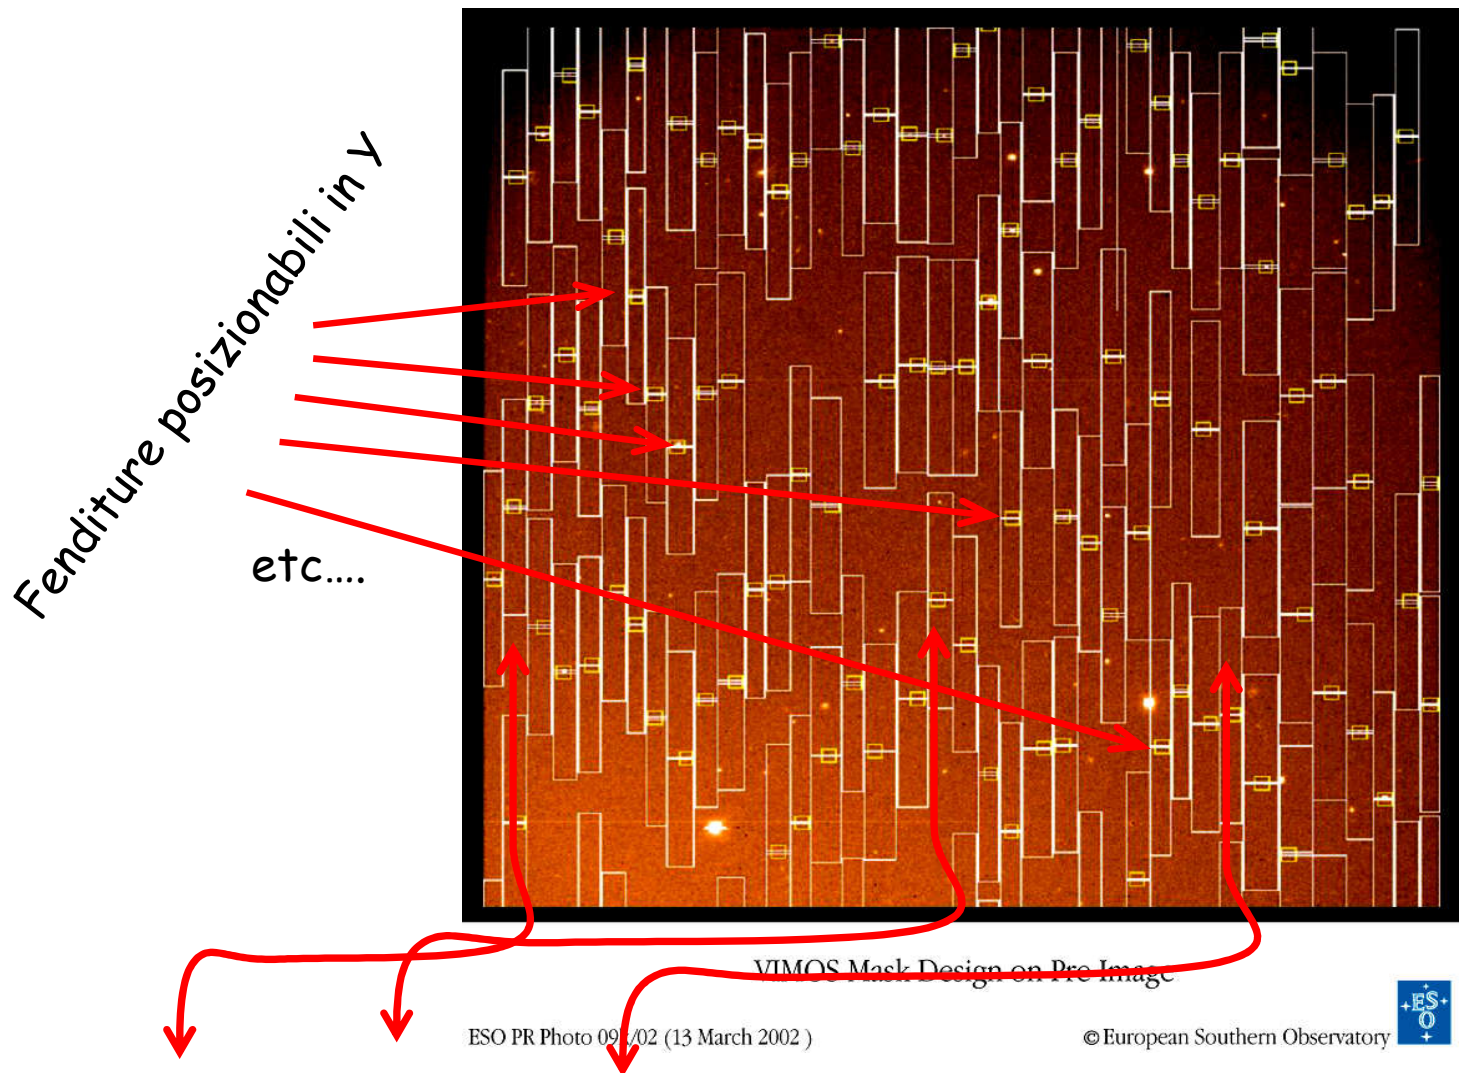 Fenditure posizionabili in y
etc....
VIMOS Mask Design on Pre Image
ESO PR Photo /02 (13 March 2002 )
© European Southern Observatory
ESO